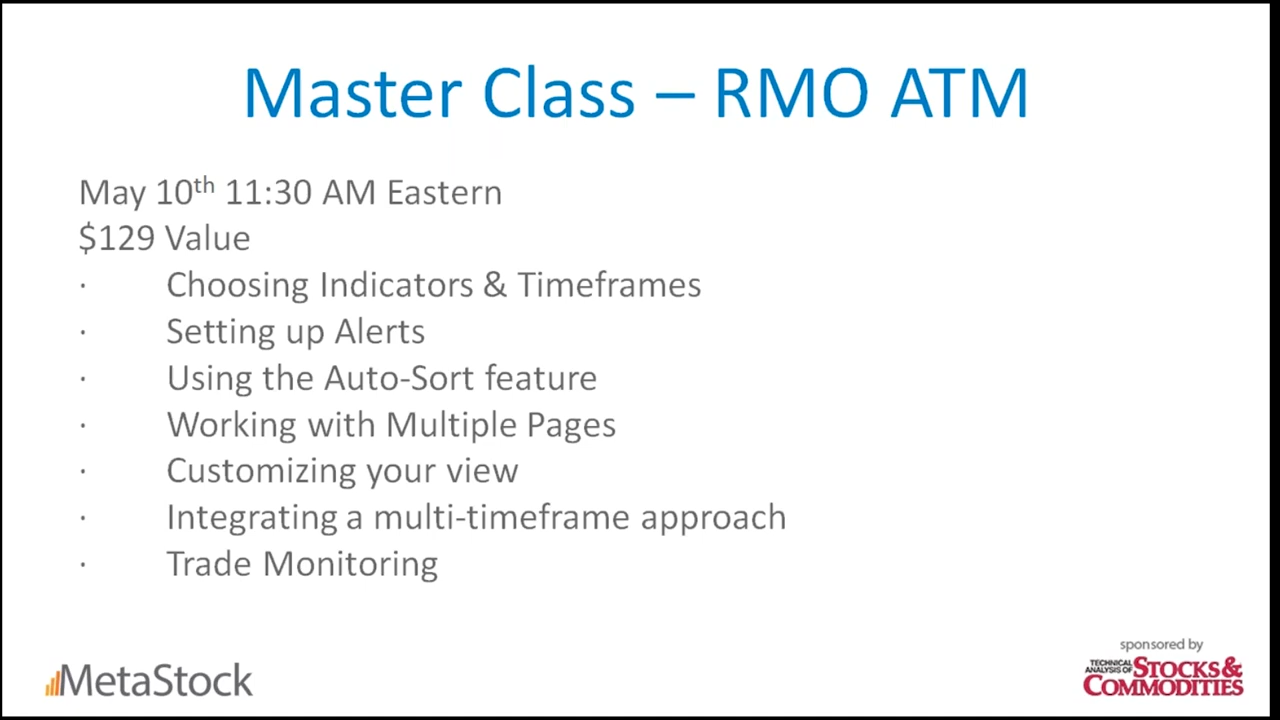 Master Class – RMO ATM
May 10th 11:30 AM Eastern
$129 Value
· Choosing Indicators & Timeframes
· Setting up Alerts
· Using the Auto-Sort feature
· Working with Multiple Pages
· Customizing your view
· Integrating a multi-timeframe approach
· Trade Monitoring
MetaStock
sponsored by
TECHNICAL
ANALYSIS OF
STOCKS &
COMMODITIES